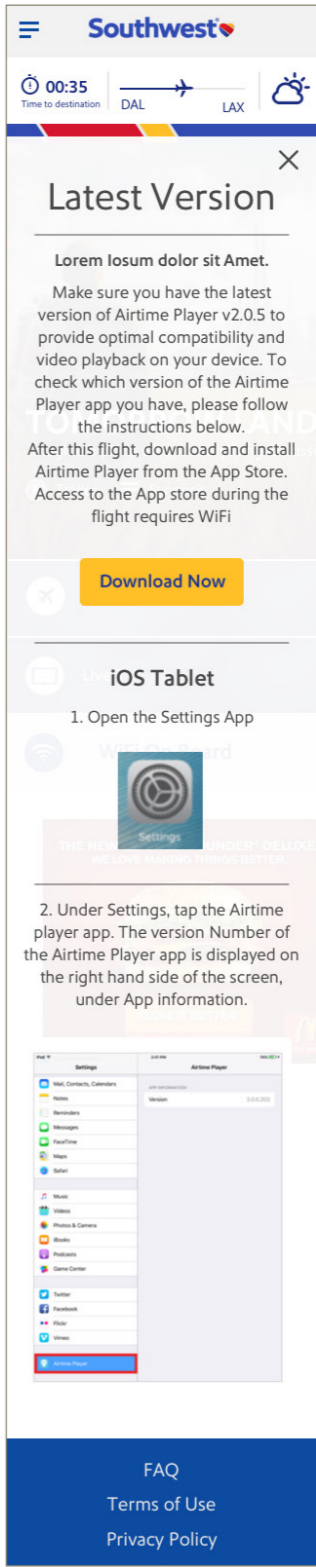 Southwest
00:35
Time to destination
DAL
LAX
Latest Version
Lorem Iosum dolor sit Amet.
Make sure you have the latest
version of Airtime Player v2.0.5 to
provide optimal compatibility and
video playback on your device. To
check which version of the Airtime
Player app you have, please follow
the instructions below.
After this flight, download and install
Airtime Player from the App Store.
Access to the App store during the
flight requires WiFi
Download Now
iOS Tablet
1. Open the Settings App
WiFi On Board
Settings
2. Under Settings, tap the Airtime
player app. The version Number of
the Airtime Player app is displayed on
the right hand side of the screen,
under App information.
Settings
Airtime Player
Mail, Contacts, Calendars
Notes
Reminders
Messages
FaceTime
Maps
Safari
APP INFORMATION
Version
Music
Videos
Photos & Camera
iBooks
Podcasts
Game Center
Twitter
Facebook
Flickr
Vimeo
Airtime Player
FAQ
Terms of Use
Privacy Policy